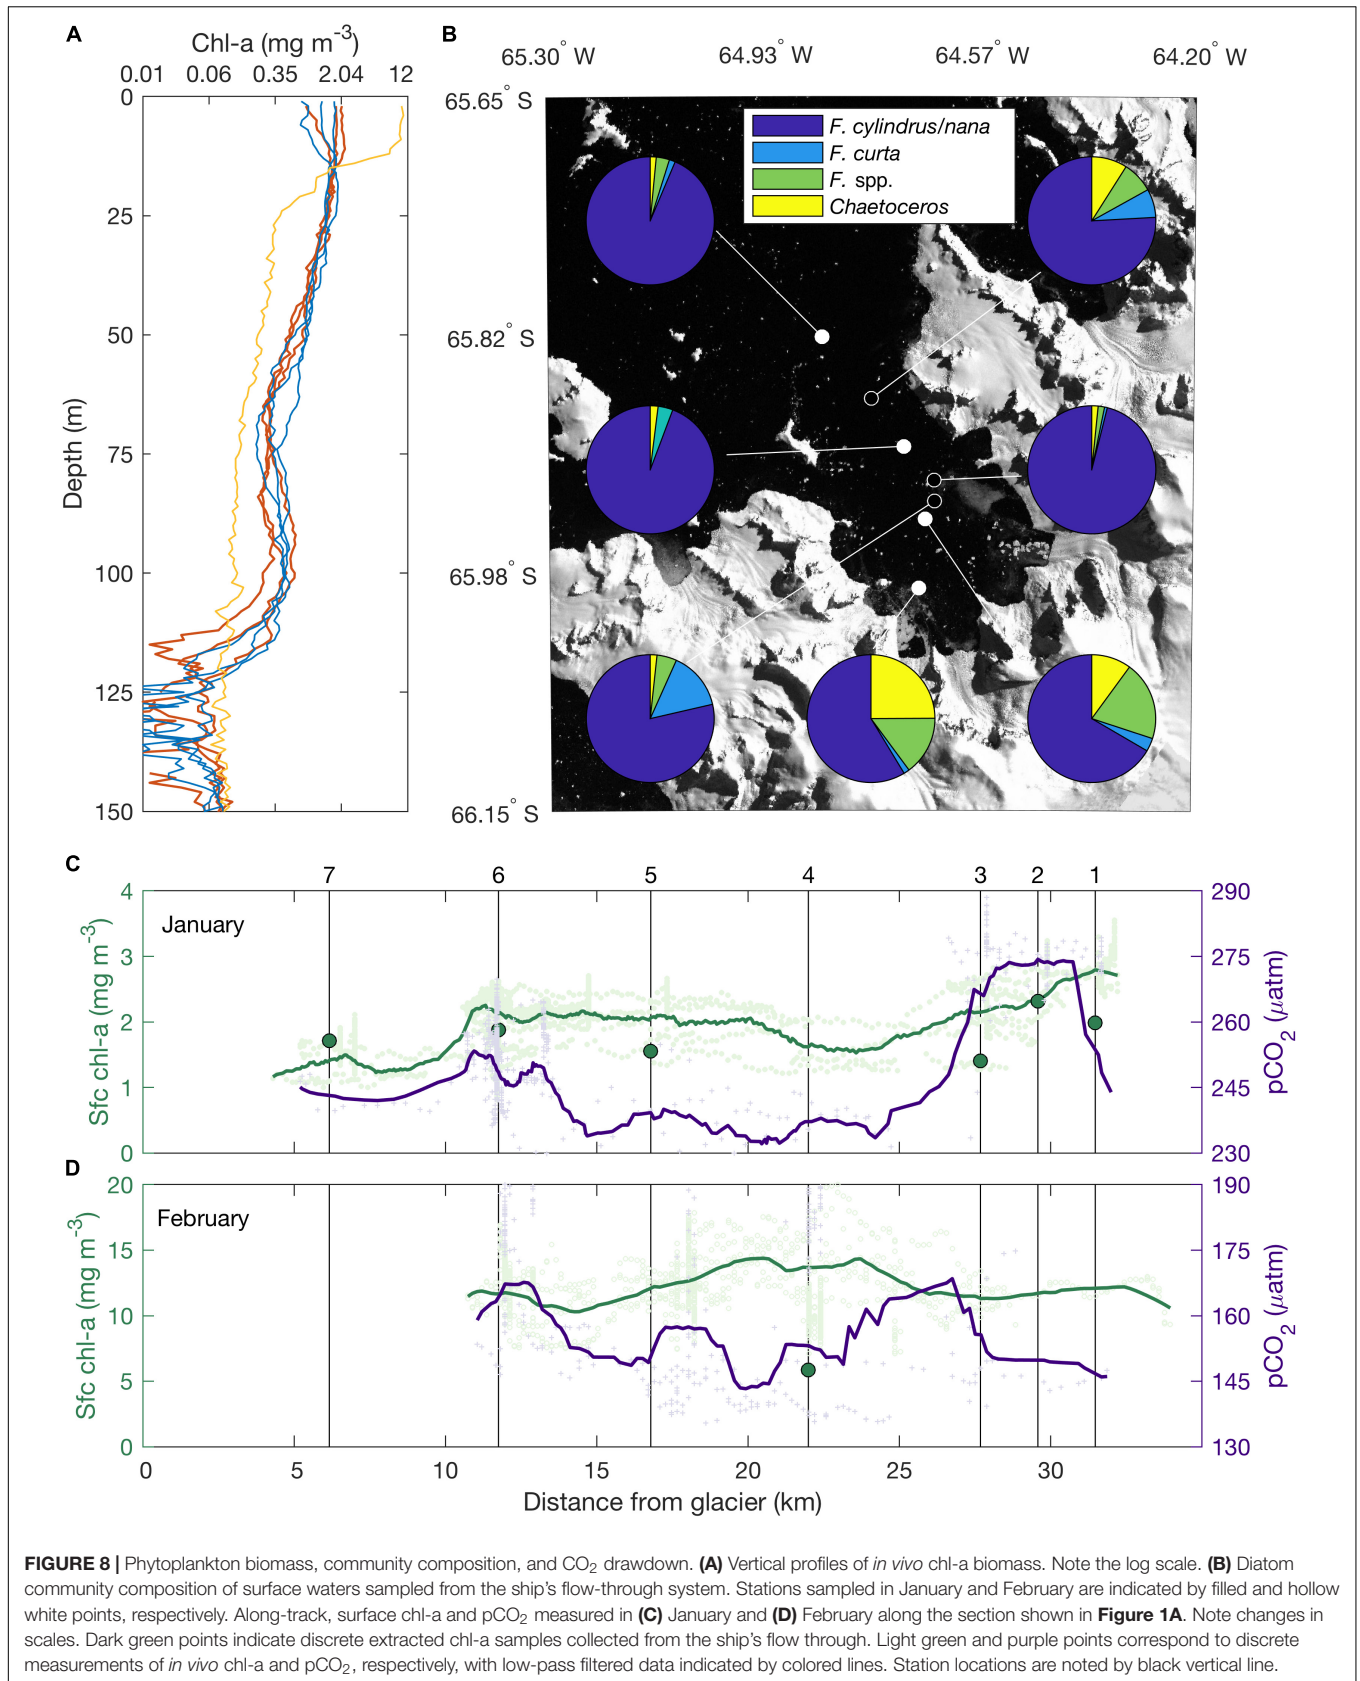 A
Chl-a (mg m-3)
0.01 0.06 0.35 2.04 12
0
25
50
75
100
125
150
Depth (m)
B
65.30° W 64.93° W 64.57° W 64.20° W
65.65° S
65.82° S
65.98° S
66.15° S
F. cylindrus/nana
F. curta
F. spp.
Chaetoceros
C
7 6 5 4 3 2 1
January
4
3
2
1
0
Sfc chl-a (mg m-3)
290
275
260
245
230
pCO2 (µatm)
D
February
20
15
10
5
0
Sfc chl-a (mg m-3)
190
175
160
145
130
pCO2 (µatm)
0 5 10 15 20 25 30
Distance from glacier (km)
FIGURE 8 | Phytoplankton biomass, community composition, and CO2 drawdown. (A) Vertical profiles of in vivo chl-a biomass. Note the log scale. (B) Diatom
community composition of surface waters sampled from the ship's flow-through system. Stations sampled in January and February are indicated by filled and hollow
white points, respectively. Along-track, surface chl-a and pCO2 measured in (C) January and (D) February along the section shown in Figure 1A. Note changes in
scales. Dark green points indicate discrete extracted chl-a samples collected from the ship's flow through. Light green and purple points correspond to discrete
measurements of in vivo chl-a and pCO2, respectively, with low-pass filtered data indicated by colored lines. Station locations are noted by black vertical line.